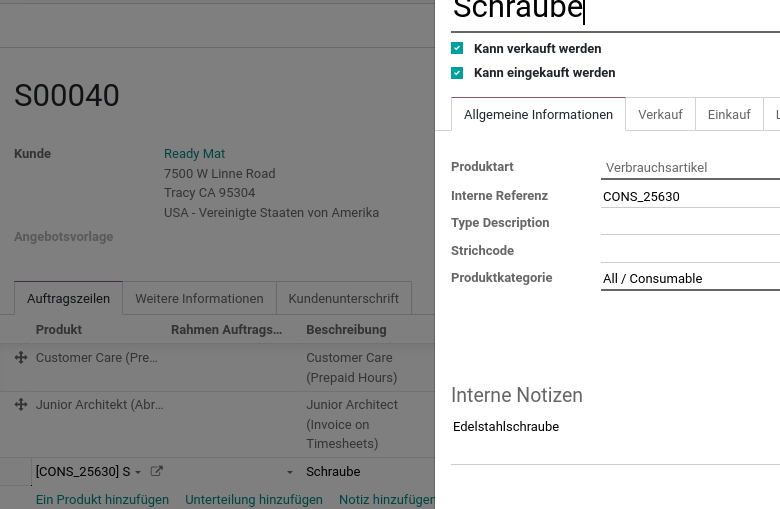 Schraube
Kann verkauft werden
Kann eingekauft werden
Allgemeine Informationen Verkauf Einkauf
Produktart Verbrauchsartikel
Interne Referenz CONS_25630
Type Description
Strichcode
Produktkategorie All / Consumable
Interne Notizen
Edelstahlschraube
S00040
Kunde Ready Mat
7500 W Linne Road
Tracy CA 95304
USA - Vereinigte Staaten von Amerika
Angebotsvorlage
Auftragszeilen Weitere Informationen Kundenunterschrift
Produkt Rahmen Auftrags... Beschreibung
Customer Care (Pre... Customer Care
(Prepaid Hours)
Junior Architekt (Abr... Junior Architect
(Invoice on
Timesheets)
[CONS_25630] S Schraube
Ein Produkt hinzufügen Unterteilung hinzufügen Notiz hinzufügen